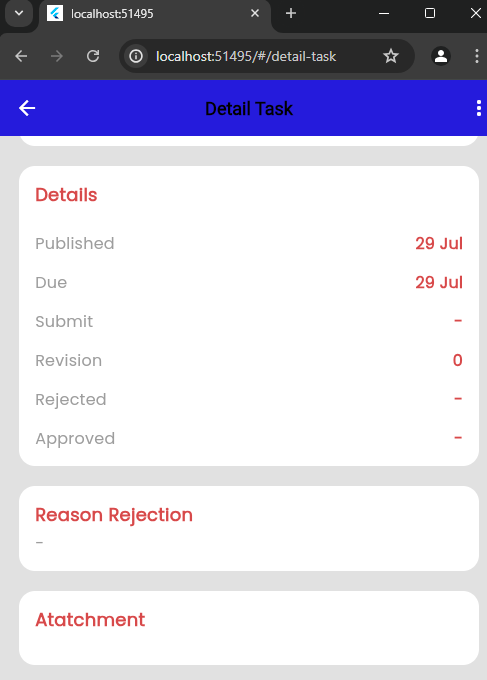 localhost:51495
localhost:51495/#/detail-task
Detail Task
Details
Published 29 Jul
Due 29 Jul
Submit -
Revision 0
Rejected -
Approved -
Reason Rejection
-
Atatchment